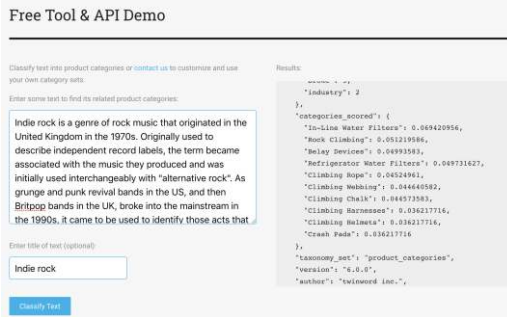 Free Tool & API Demo
Classify text into product categories or contact us to customize and use
your own category sets.
Enter some text to find its related product categories:
Indie rock is a genre of rock music that originated in the
United Kingdom in the 1970s. Originally used to
describe independent record labels, the term became
associated with the music they produced and was
initially used interchangeably with "alternative rock". As
grunge and punk revival bands in the US, and then
Britpop bands in the UK, broke into the mainstream in
the 1990s, it came to be used to identify those acts that
Enter title of text (optional)
Indie rock
Classify Text
Results:
"industry": 2
},
"categories_scored": {
"In-Line Water Filters": 0.069420956,
"Rock Climbing": 0.051219586,
"Belay Devices": 0.04993583,
"Refrigerator Water Filters": 0.049731627,
"Climbing Rope": 0.04524961,
"Climbing Webbing": 0.044640582,
"Climbing Chalk": 0.044573583,
"Climbing Harnesses": 0.036217716,
"Climbing Helmets": 0.036217716,
"Crash Pads": 0.036217716
},
"taxonomy_set": "product_categories",
"version": "6.0.0",
"author": "twinword inc.",